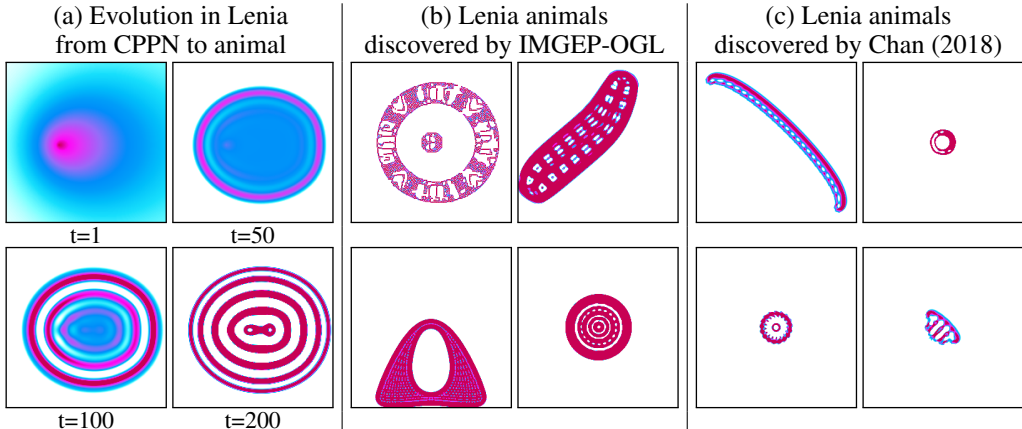 (a) Evolution in Lenia
from CPPN to animal
t=1
t=50
t=100
t=200
(b) Lenia animals
discovered by IMGEP-OGL
(c) Lenia animals
discovered by Chan (2018)